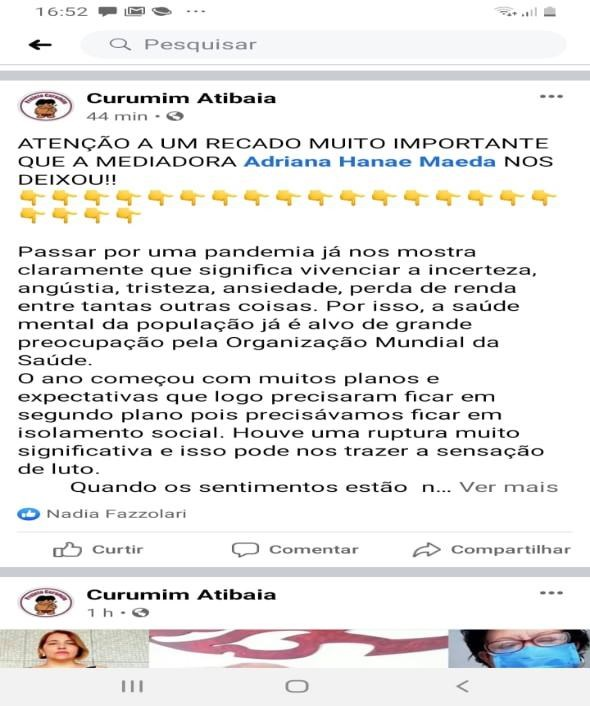 16:52
Pesquisar
Curumim Atibaia
44 min
ATENÇÃO A UM RECADO MUITO IMPORTANTE
QUE A MEDIADORA Adriana Hanae Maeda NOS
DEIXOU!!
Passar por uma pandemia já nos mostra
claramente que significa vivenciar a incerteza,
angústia, tristeza, ansiedade, perda de renda
entre tantas outras coisas. Por isso, a saúde
mental da população já é alvo de grande
preocupação pela Organização Mundial da
Saúde.
O ano começou com muitos planos e
expectativas que logo precisaram ficar em
segundo plano pois precisávamos ficar em
isolamento social. Houve uma ruptura muito
significativa e isso pode nos trazer a sensação
de luto.
Quando os sentimentos estão n... Ver mais
Nadia Fazzolari
Curtir Comentar Compartilhar
Curumim Atibaia
1 h